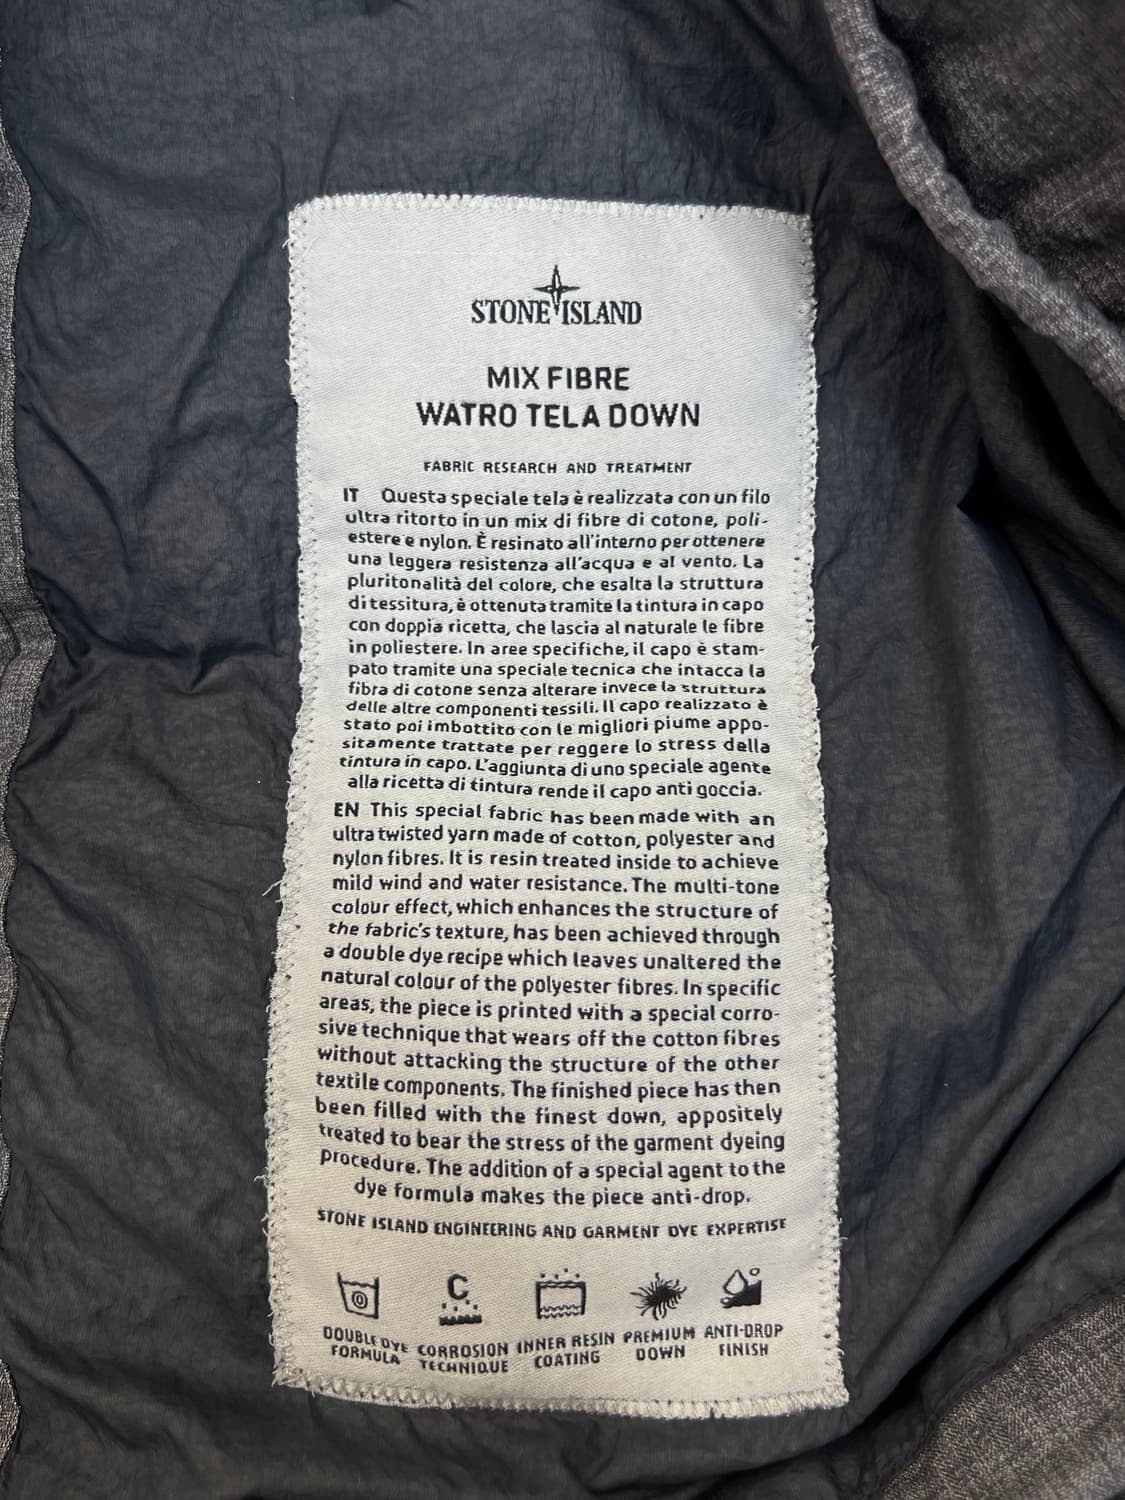 STONE ISLAND
MIX FIBRE
WATRO TELA DOWN
FABRIC RESEARCH AND TREATMENT
IT Questa speciale tela è realizzata con un filo
ultra ritorto in un mix di fibre di cotone, poli-
estere e nylon. È resinato all'interno per ottenere
una leggera resistenza all'acqua e al vento. La
pluritonalità del colore, che esalta la struttura
di tessitura, è ottenuta tramite la tintura in capo
con doppia ricetta, che lascia al naturale le fibre
in poliestere. In aree specifiche, il capo è stam-
pato tramite una speciale tecnica che intacca la
fibra di cotone senza alterare invece la struttura
delle altre componenti tessili. Il capo realizzato è
stato poi imbottito con le migliori piume appo-
sitamente trattate per reggere lo stress della
tintura in capo. L'aggiunta di uno speciale agente
alla ricetta di tintura rende il capo anti goccia.
EN This special fabric has been made with an
ultra twisted yarn made of cotton, polyester and
nylon fibres. It is resin treated inside to achieve
mild wind and water resistance. The multi-tone
colour effect, which enhances the structure of
the fabric's texture, has been achieved through
a double dye recipe which leaves unaltered the
natural colour of the polyester fibres. In specific
areas, the piece is printed with a special corro-
sive technique that wears off the cotton fibres
without attacking the structure of the other
textile components. The finished piece has then
been filled with the finest down, appositely
treated to bear the stress of the garment dyeing
procedure. The addition of a special agent to the
dye formula makes the piece anti-drop.
STONE ISLAND ENGINEERING AND GARMENT DYE EXPERTISE
C
DOUBLE DYE FORMULA
CORROSION TECHNIQUE
INNER RESIN COATING
PREMIUM DOWN
ANTI-DROP FINISH